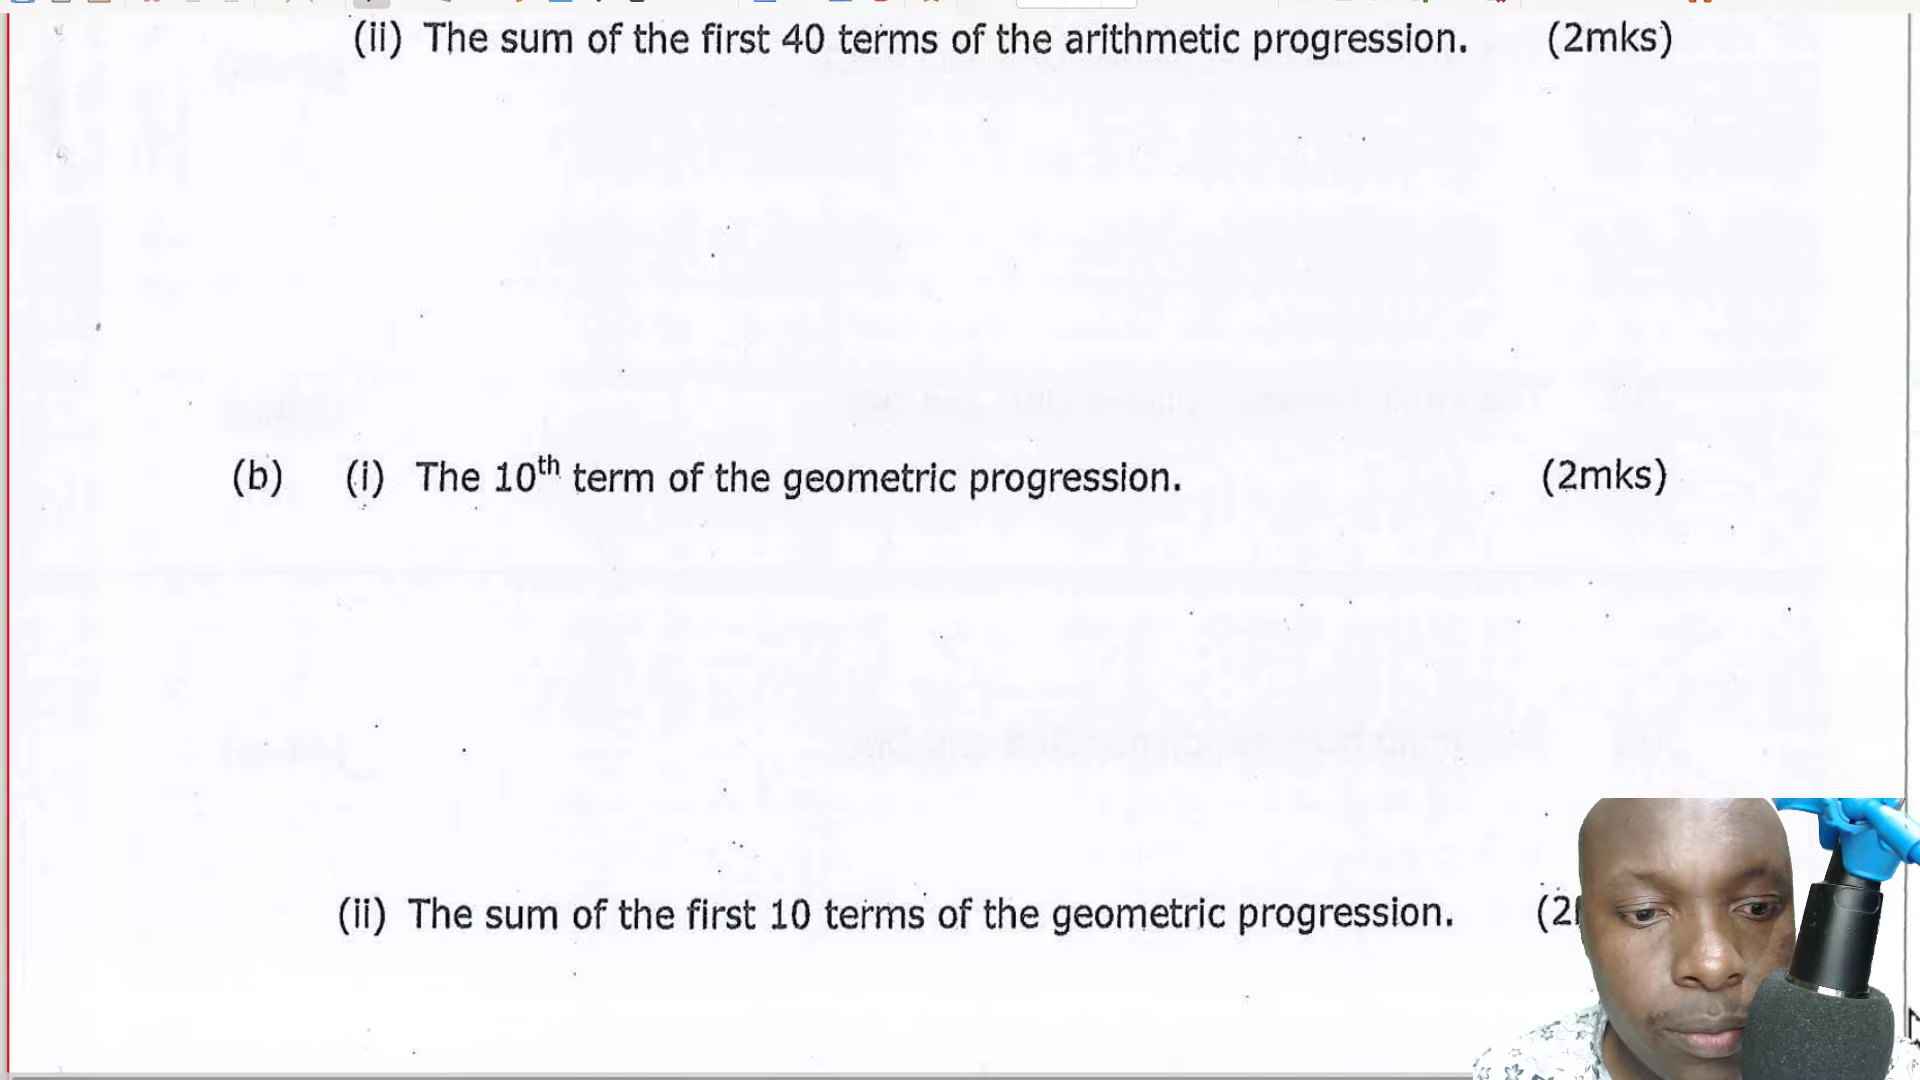 (ii) The sum of the first 40 terms of the arithmetic progression. (2mks)
(b) (i) The 10th term of the geometric progression. (2mks)
(ii) The sum of the first 10 terms of the geometric progression. (2